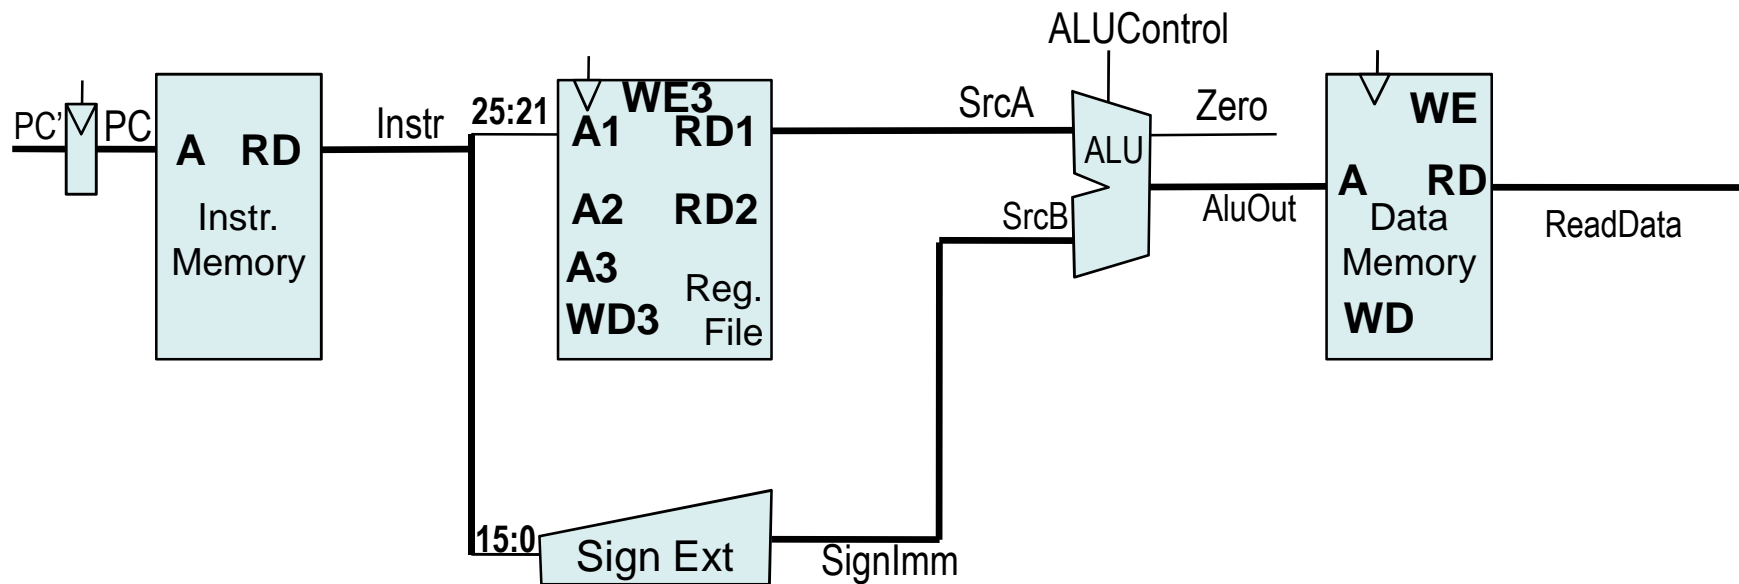 ALUControl
PC'
PC
A RD
Instr.
Memory
Instr
25:21
WE3
A1 RD1
A2 RD2
A3
WD3
Reg.
File
15:0
Sign Ext
SignImm
SrcA
SrcB
ALU
Zero
AluOut
WE
A RD
Data
Memory
WD
ReadData